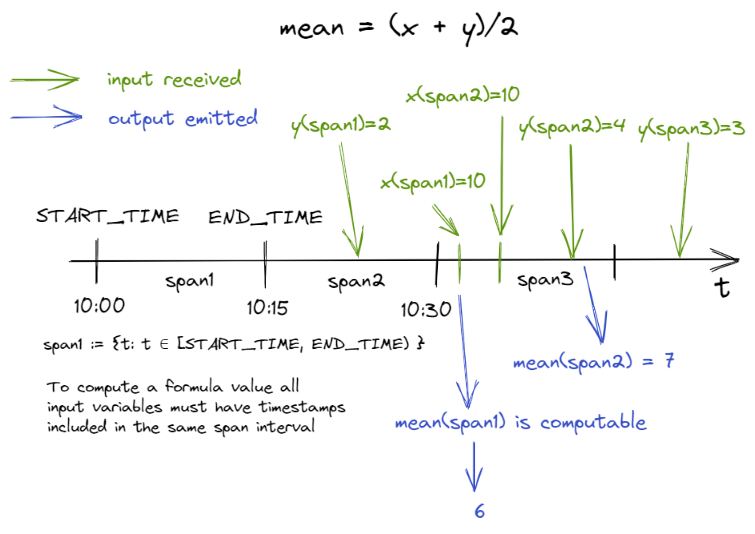 mean = (x + y)/2
input received
output emitted
x(span2)=10
y(span1)=2
y(span2)=4
y(span3)=3
x(span1)=10
START_TIME
END_TIME
span1
span2
span3
t
10:00
10:15
10:30
span1 := {t: t ∈ [START_TIME, END_TIME) }
mean(span2) = 7
To compute a formula value all
input variables must have timestamps
included in the same span interval
mean(span1) is computable
6